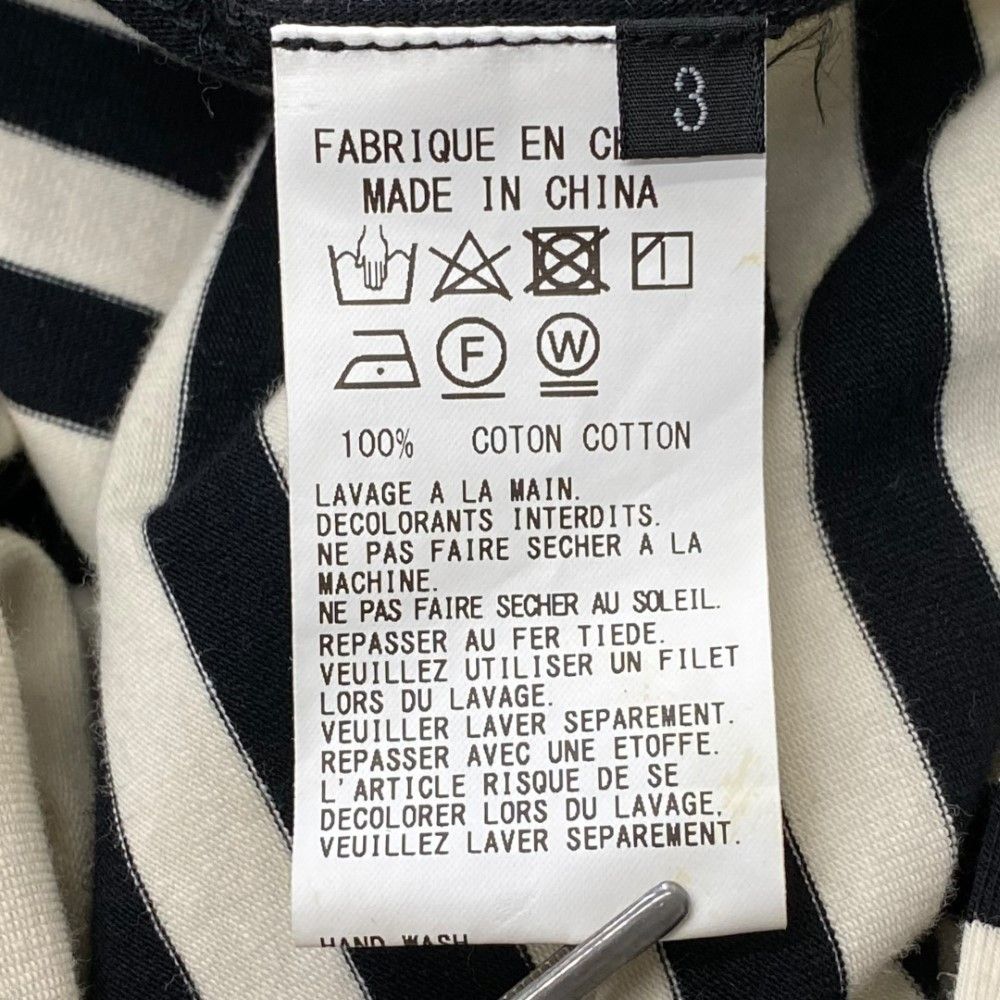 3
FABRIQUE EN
MADE IN CHINA
F W
100% COTON COTTON
LAVAGE A LA MAIN.
DECOLORANTS INTERDITS.
NE PAS FAIRE SECHER A LA
MACHINE.
NE PAS FAIRE SECHER AU SOLEIL.
REPASSER AU FER TIEDE.
VEUILLEZ UTILISER UN FILET
LORS DU LAVAGE.
VEUILLER LAVER SEPAREMENT.
REPASSER AVEC UNE ETOFFE.
L'ARTICLE RISQUE DE SE
DECOLORER LORS DU LAVAGE,
VEUILLEZ LAVER SEPAREMENT.
HAND WASH